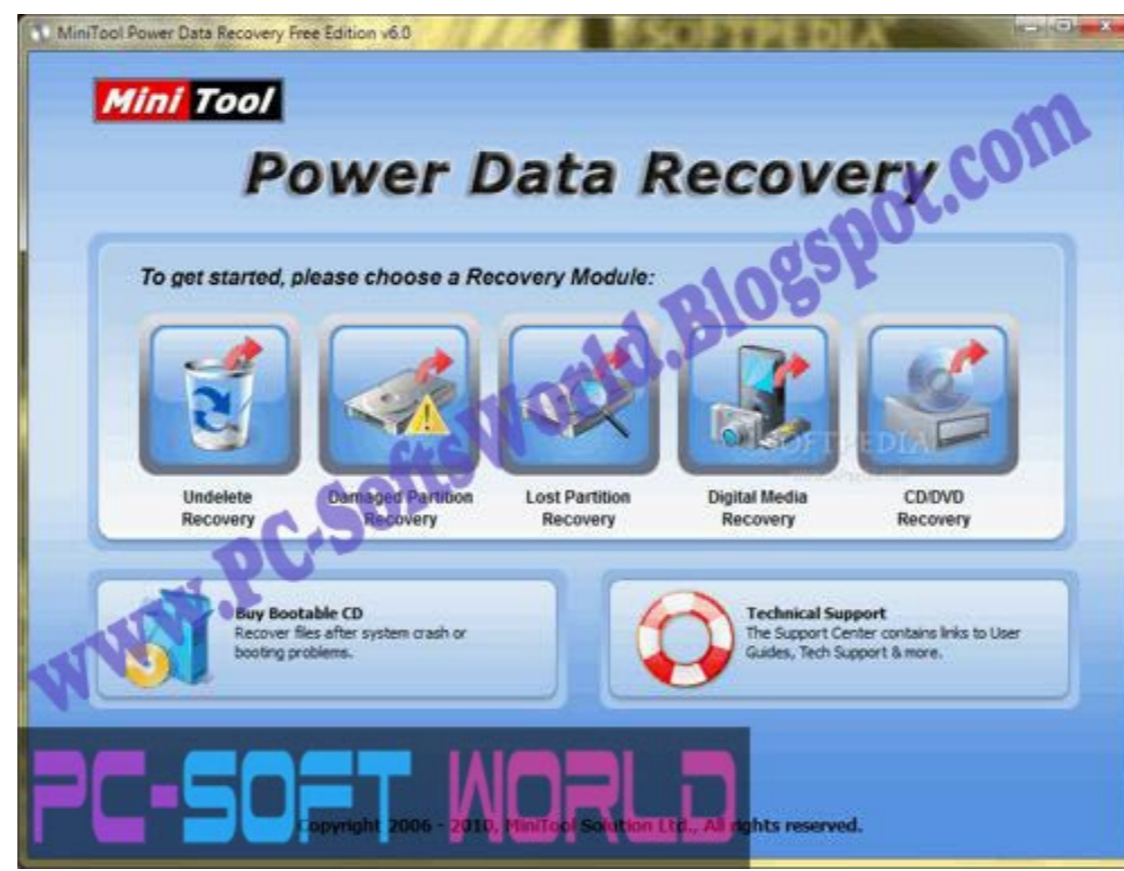 MiniTool Power Data Recovery Free Edition v6.0
SOFTPEDIA
Mini Tool
Power Data Recovery
To get started, please choose a Recovery Module:
Undelete Recovery
Damaged Partition Recovery
Lost Partition Recovery
Digital Media Recovery
CD/DVD Recovery
SOFTPEDIA
www.PC-SoftsWorld.Blogspot.com
Buy Bootable CD
Recover files after system crash or
booting problems.
Technical Support
The Support Center contains links to User
Guides, Tech Support & more.
PC-SOFT WORLD
Copyright 2006 - 2010, MiniTool Solution Ltd., All rights reserved.